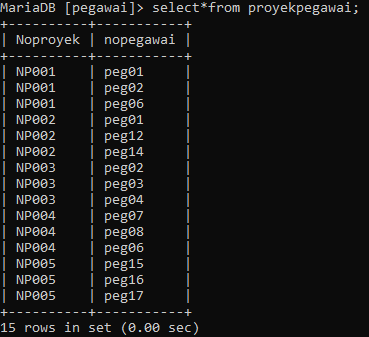 MariaDB [pegawai]> select*from proyekpegawai;
+----------+-----------+
| Noproyek | nopegawai |
+----------+-----------+
| NP001    | peg01     |
| NP001    | peg02     |
| NP001    | peg06     |
| NP002    | peg01     |
| NP002    | peg12     |
| NP002    | peg14     |
| NP003    | peg02     |
| NP003    | peg03     |
| NP003    | peg04     |
| NP004    | peg07     |
| NP004    | peg08     |
| NP004    | peg06     |
| NP005    | peg15     |
| NP005    | peg16     |
| NP005    | peg17     |
+----------+-----------+
15 rows in set (0.00 sec)